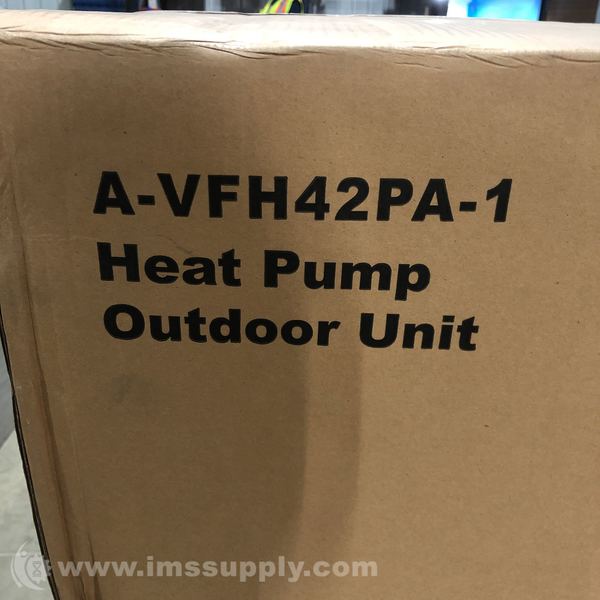 A-VFH42PA-1
Heat Pump
Outdoor Unit
www.imssupply.com